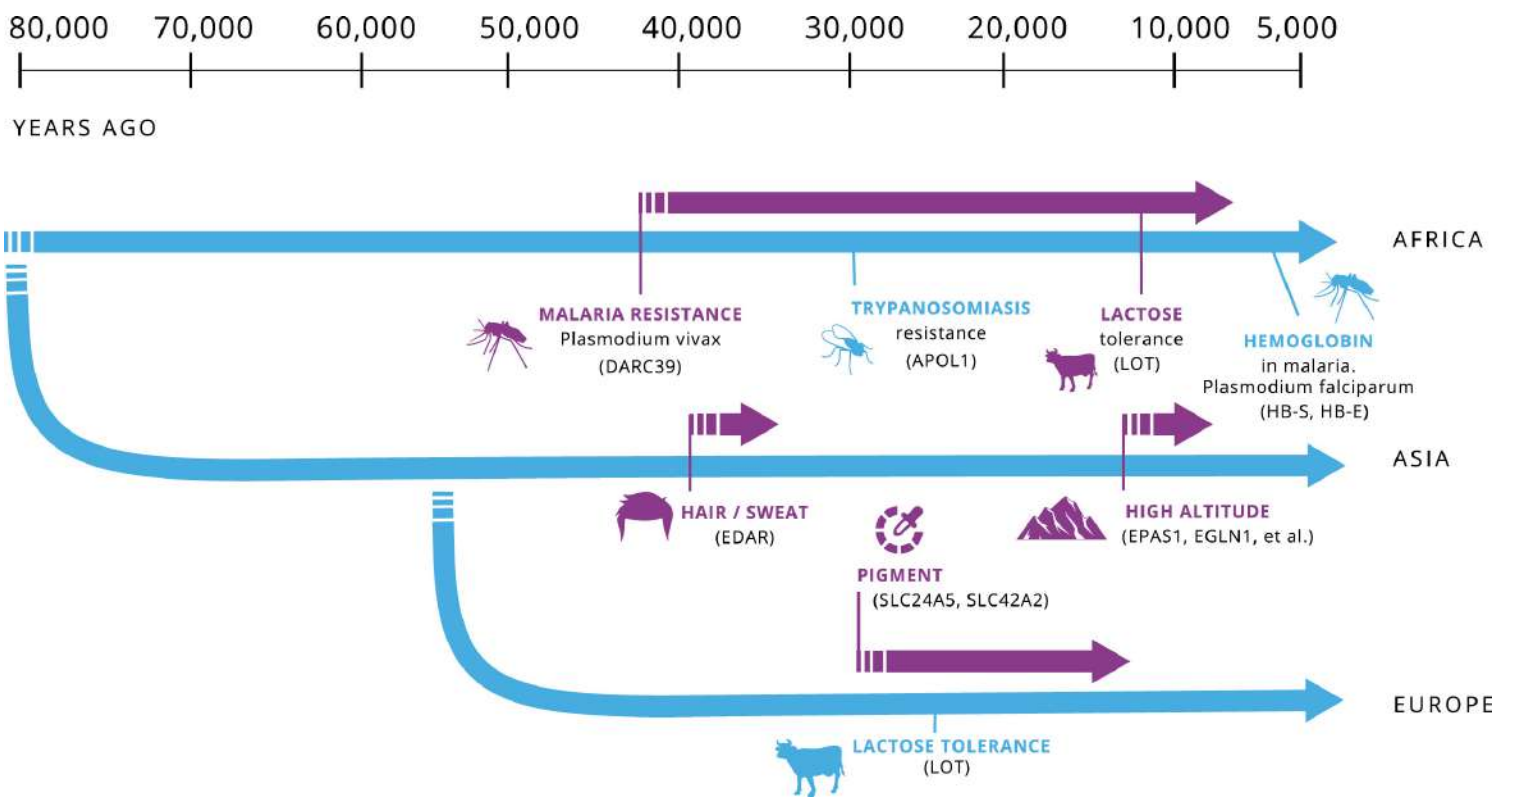 80,000 70,000 60,000 50,000 40,000 30,000 20,000 10,000 5,000
YEARS AGO
AFRICA
MALARIA RESISTANCE
Plasmodium vivax
(DARC39)
TRYPANOSOMIASIS
resistance
(APOL1)
LACTOSE
tolerance
(LOT)
HEMOGLOBIN
in malaria.
Plasmodium falciparum
(HB-S, HB-E)
ASIA
HAIR / SWEAT
(EDAR)
HIGH ALTITUDE
(EPAS1, EGLN1, et al.)
PIGMENT
(SLC24A5, SLC42A2)
EUROPE
LACTOSE TOLERANCE
(LOT)